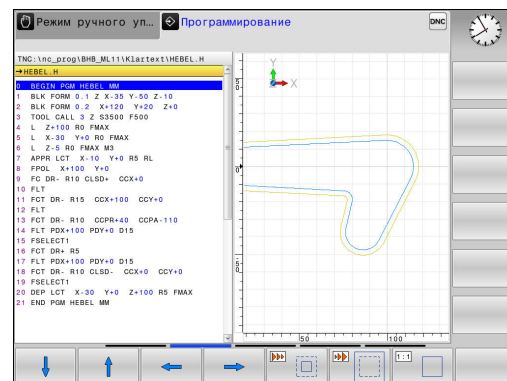 Режим ручного уп... Программирование DNC
TNC:\nc_prog\BHB_ML11\Klartext\HEBEL.H
→HEBEL.H
0 BEGIN PGM HEBEL MM
1 BLK FORM 0.1 Z X-35 Y-50 Z-10
2 BLK FORM 0.2 X+120 Y+20 Z+0
3 TOOL CALL 3 Z S3500 F500
4 L Z+100 R0 FMAX
5 L X-30 Y+0 R0 FMAX
6 L Z-5 R0 FMAX M3
7 APPR LCT X-10 Y+0 R5 RL
8 FPOL X+100 Y+0
9 FC DR- R10 CLSD+ CCX+0
10 FLT
11 FCT DR- R15 CCX+100 CCY+0
12 FLT
13 FCT DR- R10 CCPR+40 CCPA-110
14 FLT PDX+100 PDY+0 D15
15 FSELECT1
16 FCT DR+ R5
17 FLT PDX+100 PDY+0 D15
18 FCT DR- R10 CLSD- CCX+0 CCY+0
19 FSELECT1
20 DEP LCT X-30 Y+0 Z+100 R5 FMAX
21 END PGM HEBEL MM
Y
X
50
0
-50
50
100
1:1